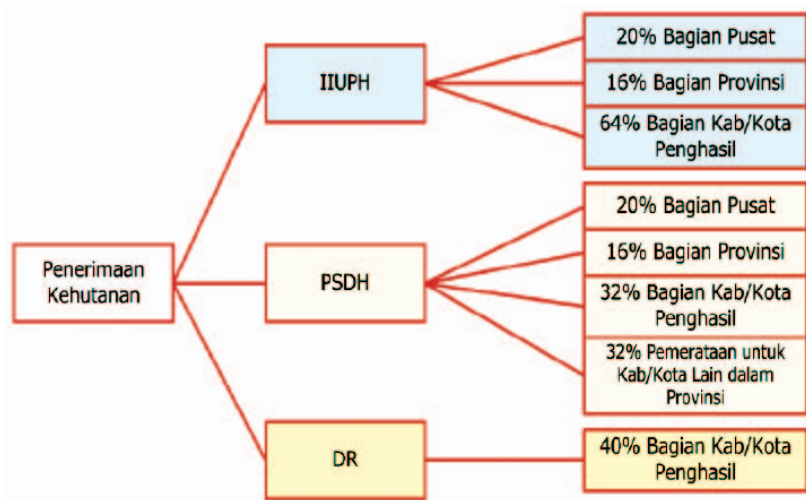 Penerimaan
Kehutanan
IIUPH
20% Bagian Pusat
16% Bagian Provinsi
64% Bagian Kab/Kota
Penghasil
PSDH
20% Bagian Pusat
16% Bagian Provinsi
32% Bagian Kab/Kota
Penghasil
32% Pemerataan untuk
Kab/Kota Lain dalam
Provinsi
DR
40% Bagian Kab/Kota
Penghasil